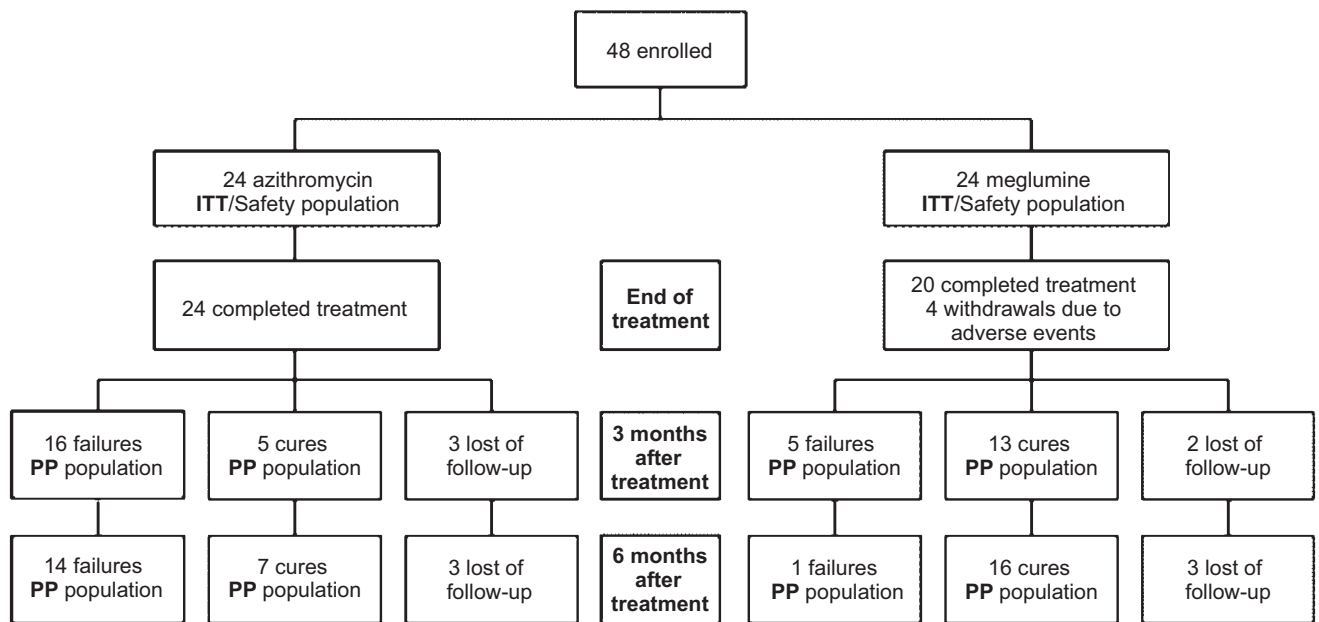 48 enrolled
24 azithromycin
ITT/Safety population
24 meglumine
ITT/Safety population
24 completed treatment
End of
treatment
20 completed treatment
4 withdrawals due to
adverse events
16 failures
PP population
5 cures
PP population
3 lost of
follow-up
3 months
after
treatment
5 failures
PP population
13 cures
PP population
2 lost of
follow-up
14 failures
PP population
7 cures
PP population
3 lost of
follow-up
6 months
after
treatment
1 failures
PP population
16 cures
PP population
3 lost of
follow-up